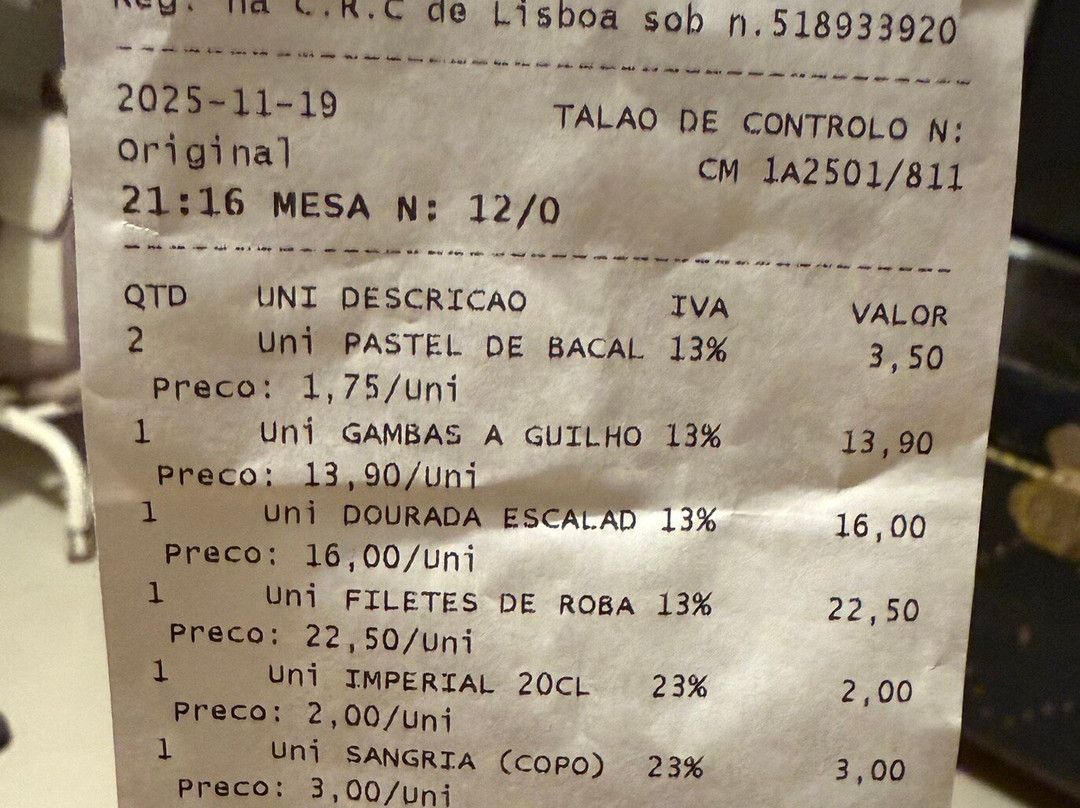 Reg. na C.R.C de Lisboa sob n.518933920
2025-11-19
TALAO DE CONTROLO N:
Original
CM 1A2501/811
21:16 MESA N: 12/0
QTD UNI DESCRICAO IVA VALOR
2 Uni PASTEL DE BACAL 13% 3,50
Preco: 1,75/Uni
1 Uni GAMBAS A GUILHO 13% 13,90
Preco: 13,90/Uni
1 Uni DOURADA ESCALAD 13% 16,00
Preco: 16,00/Uni
1 Uni FILETES DE ROBA 13% 22,50
Preco: 22,50/Uni
1 Uni IMPERIAL 20CL 23% 2,00
Preco: 2,00/Uni
1 Uni SANGRIA (COPO) 23% 3,00
Preco: 3,00/Uni